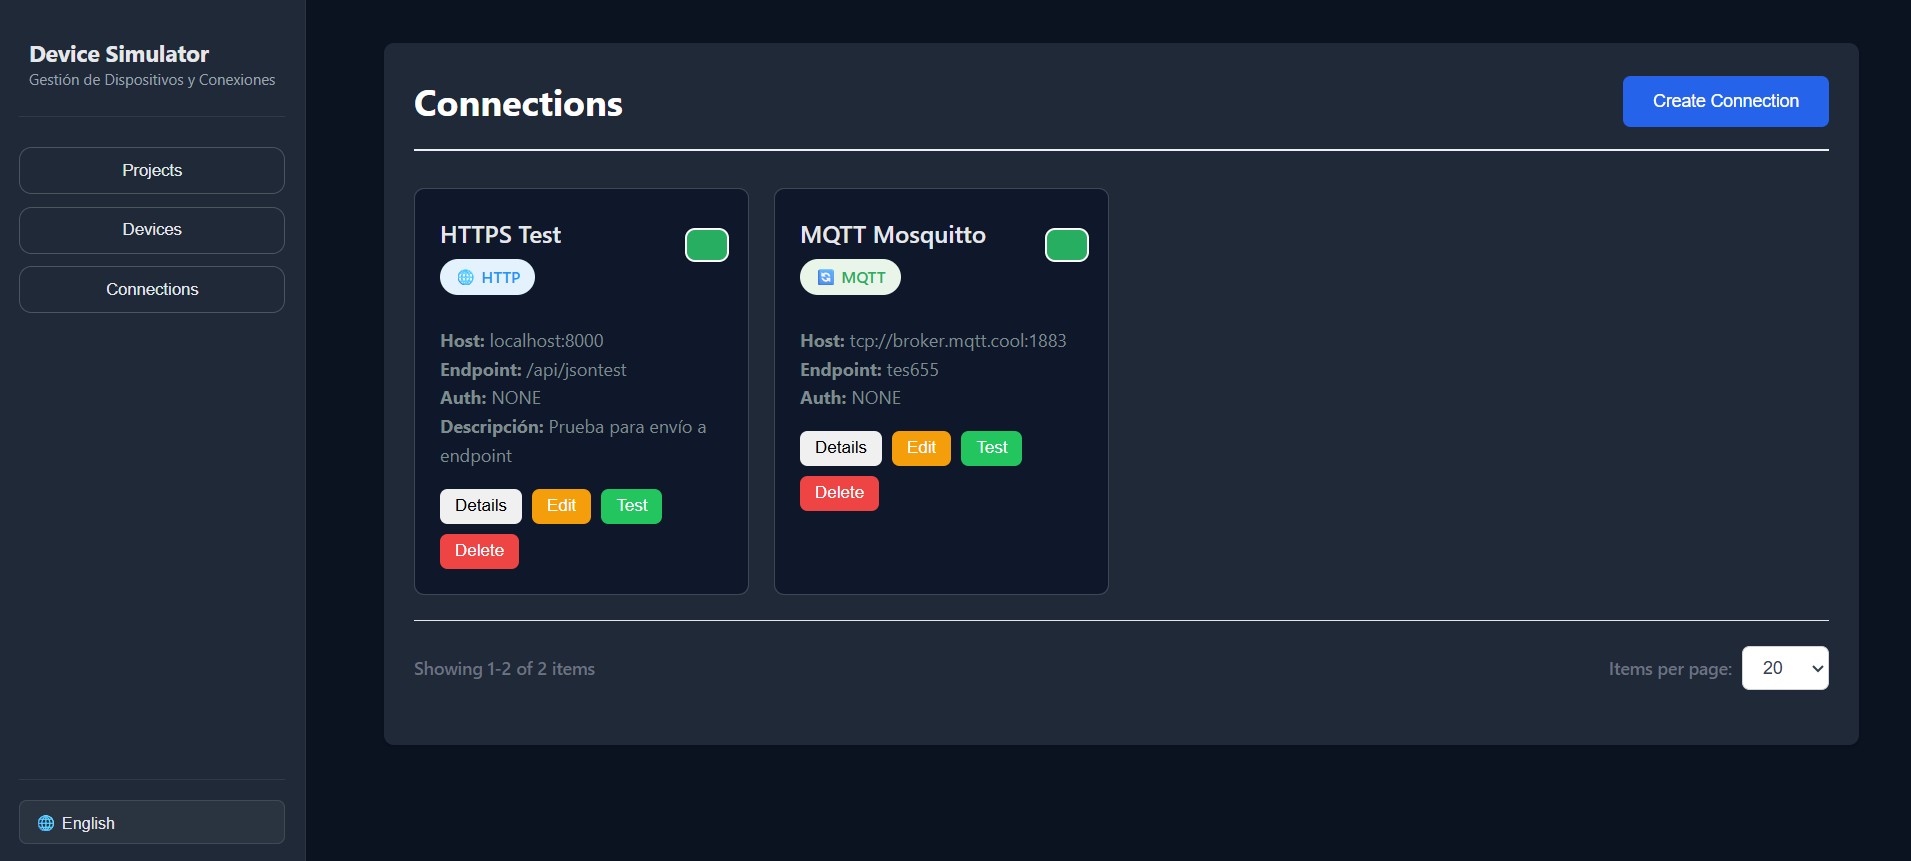 Device Simulator
Gestión de Dispositivos y Conexiones
Projects
Devices
Connections
English
Connections
Create Connection
HTTPS Test
HTTP
Host: localhost:8000
Endpoint: /api/jsontest
Auth: NONE
Descripción: Prueba para envío a
endpoint
Details Edit Test
Delete
MQTT Mosquitto
MQTT
Host: tcp://broker.mqtt.cool:1883
Endpoint: tes655
Auth: NONE
Details Edit Test
Delete
Showing 1-2 of 2 items
Items per page: 20